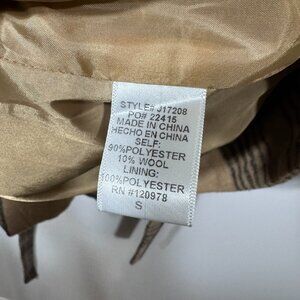 STYLE# J17208
PO# 22415
MADE IN CHINA
HECHO EN CHINA
SELF:
90%POLYESTER
10% WOOL
LINING:
100%POLYESTER
RN #120978
S